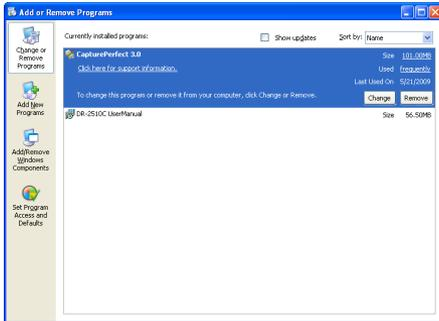 Add or Remove Programs
Change or Remove Programs
Add New Programs
Add/Remove Windows Components
Set Program Access and Defaults
Currently installed programs:
Show updates
Sort by: Name
CapturePerfect 3.0
Size 101.00MB
Click here for support information.
Used frequently
Last Used On 5/21/2009
To change this program or remove it from your computer, click Change or Remove.
Change Remove
DR-2510C UserManual
Size 56.50MB